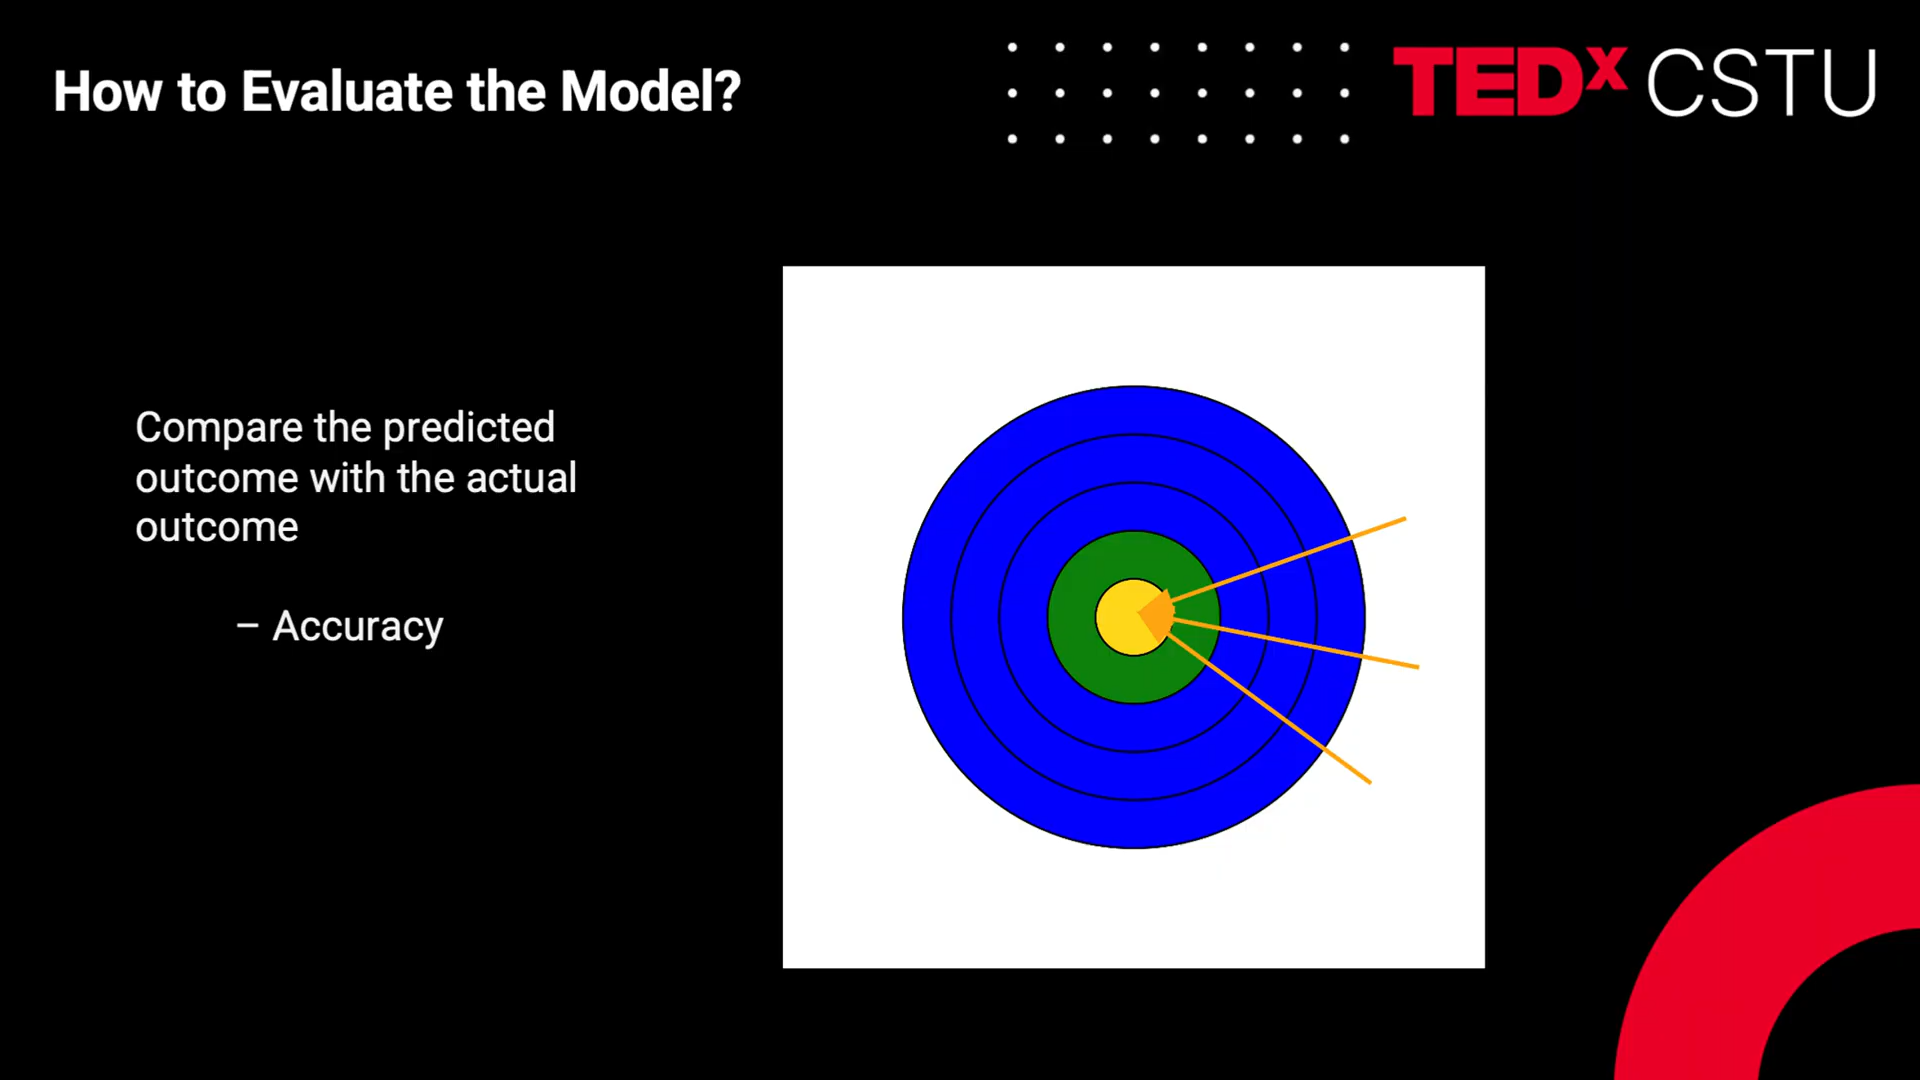 How to Evaluate the Model?
TEDx CSTU
Compare the predicted
outcome with the actual
outcome
– Accuracy